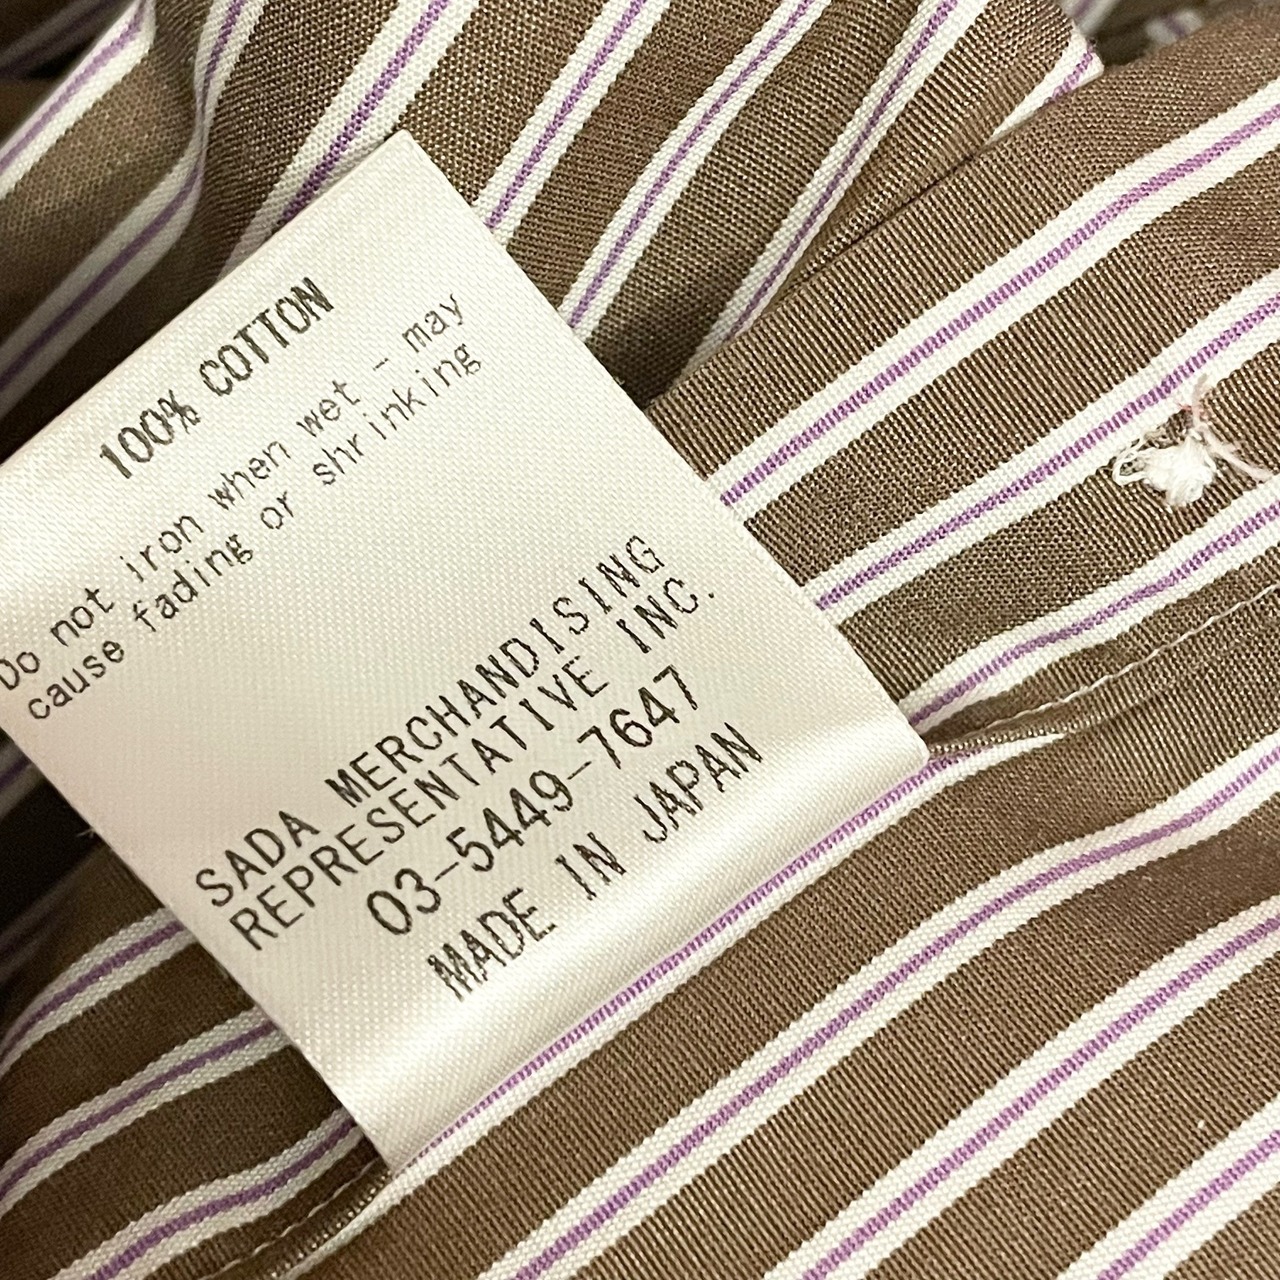 100% COTTON
Do not iron when wet - may
cause fading or shrinking
SADA MERCHANDISING
REPRESENTATIVE INC.
03-5449-7647
MADE IN JAPAN